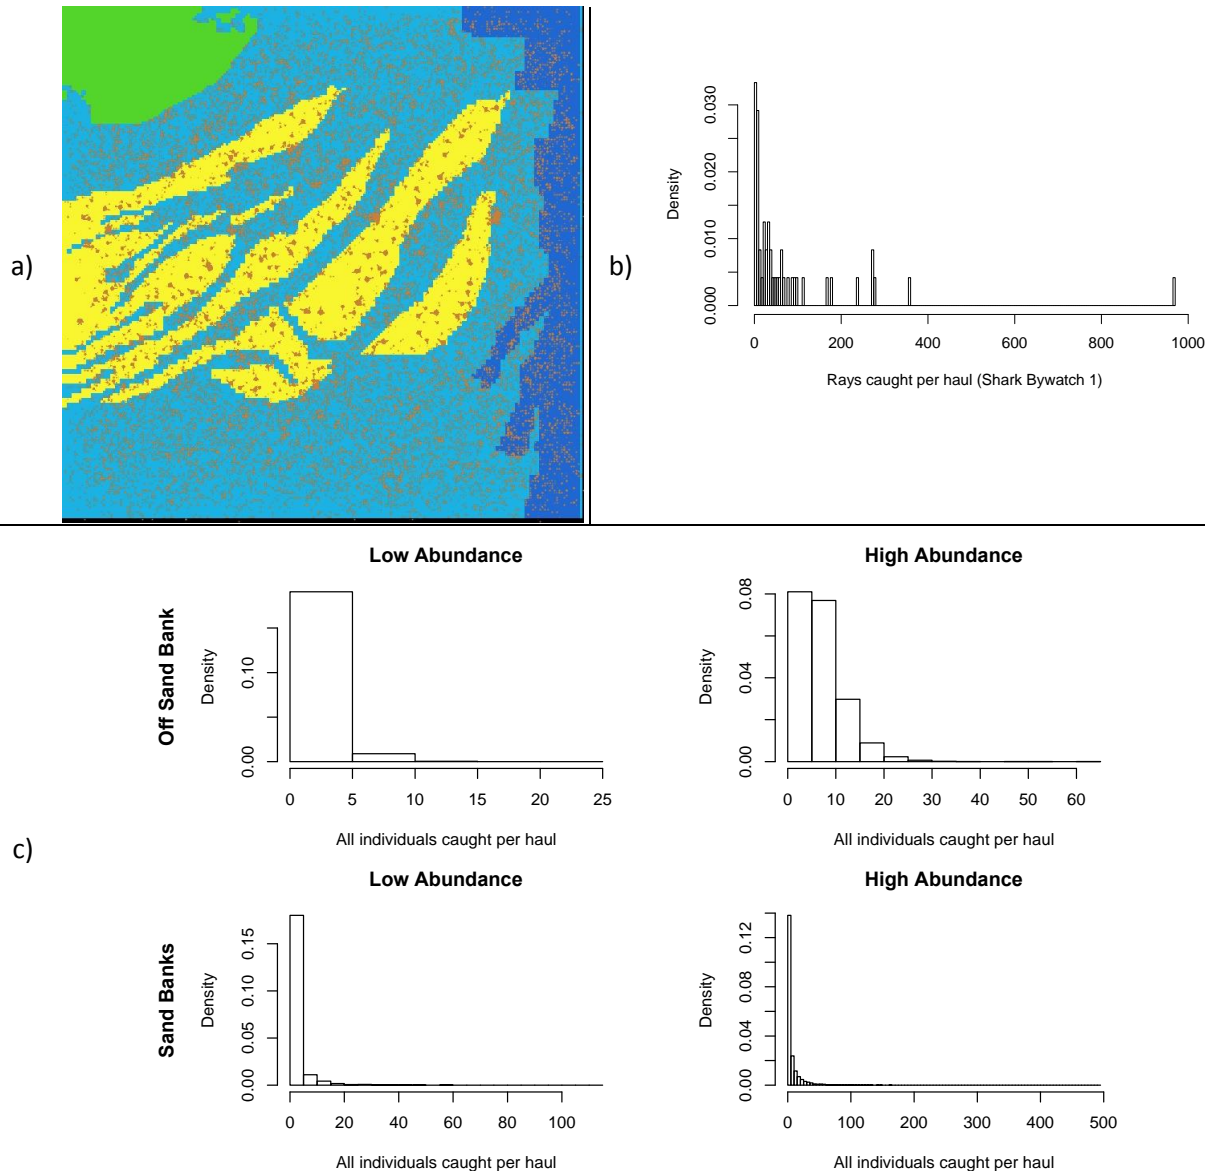 a)
b)
Density
0.000
0.010
0.020
0.030
0 200 400 600 800 1000
Rays caught per haul (Shark Bywatch 1)
c)
Off Sand Bank
Low Abundance
Density
0.00
0.10
0 5 10 15 20 25
All individuals caught per haul
High Abundance
Density
0.00
0.04
0.08
0 10 20 30 40 50 60
All individuals caught per haul
Sand Banks
Low Abundance
Density
0.00
0.05
0.10
0.15
0 20 40 60 80 100
All individuals caught per haul
High Abundance
Density
0.00
0.04
0.08
0.12
0 100 200 300 400 500
All individuals caught per haul